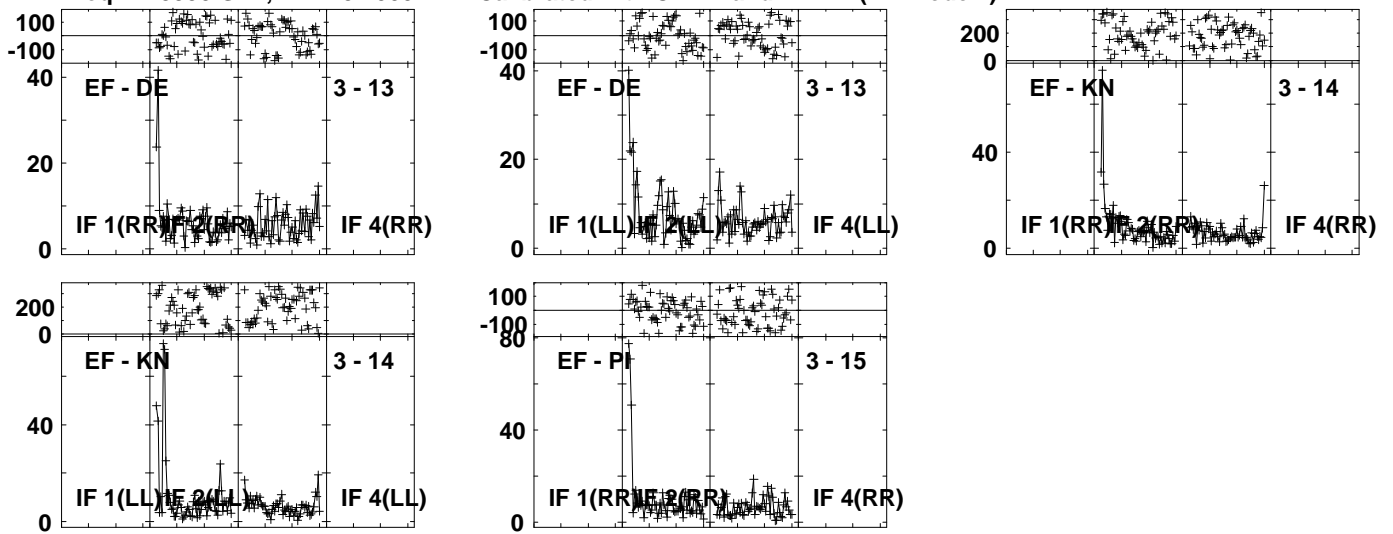 100
-100
40
20
0
EF - DE
3 - 13
IF 1(RR)
IF 2(RR)
IF 4(RR)
100
-100
40
20
0
EF - DE
3 - 13
IF 1(LL)
IF 2(LL)
IF 4(LL)
200
0
40
0
EF - KN
3 - 14
IF 1(RR)
IF 2(RR)
IF 4(RR)
200
0
40
0
EF - KN
3 - 14
IF 1(LL)
IF 2(LL)
IF 4(LL)
100
-100
80
40
0
EF - PI
3 - 15
IF 1(RR)
IF 2(RR)
IF 4(RR)